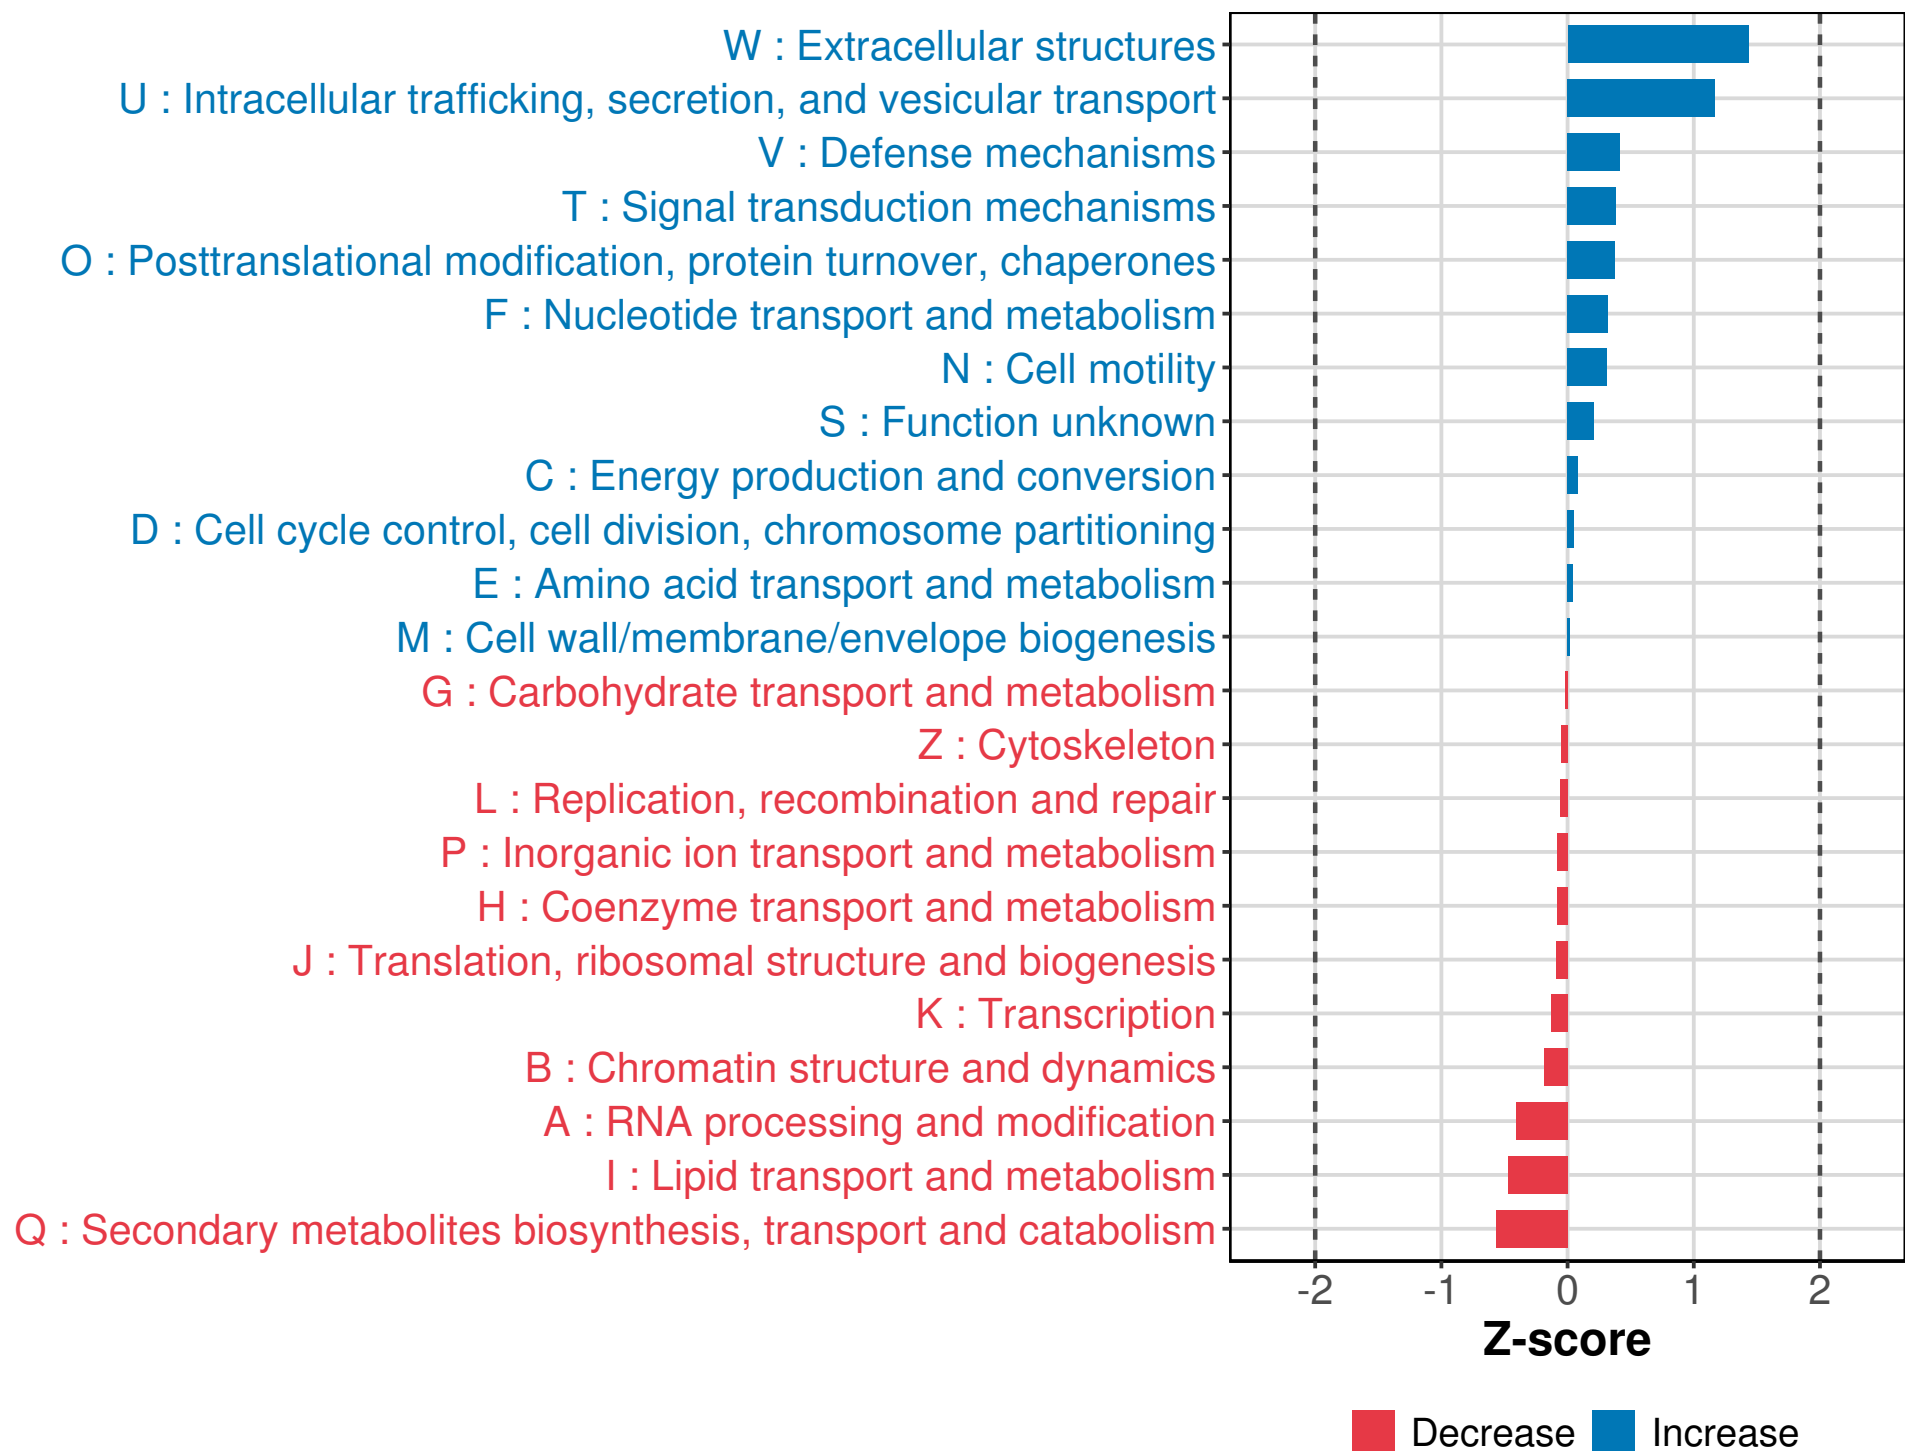 W : Extracellular structures
U : Intracellular trafficking, secretion, and vesicular transport
V : Defense mechanisms
T : Signal transduction mechanisms
O : Posttranslational modification, protein turnover, chaperones
F : Nucleotide transport and metabolism
N : Cell motility
S : Function unknown
C : Energy production and conversion
D : Cell cycle control, cell division, chromosome partitioning
E : Amino acid transport and metabolism
M : Cell wall/membrane/envelope biogenesis
G : Carbohydrate transport and metabolism
Z : Cytoskeleton
L : Replication, recombination and repair
P : Inorganic ion transport and metabolism
H : Coenzyme transport and metabolism
J : Translation, ribosomal structure and biogenesis
K : Transcription
B : Chromatin structure and dynamics
A : RNA processing and modification
I : Lipid transport and metabolism
Q : Secondary metabolites biosynthesis, transport and catabolism
-2 -1 0 1 2
Z-score
Decrease Increase